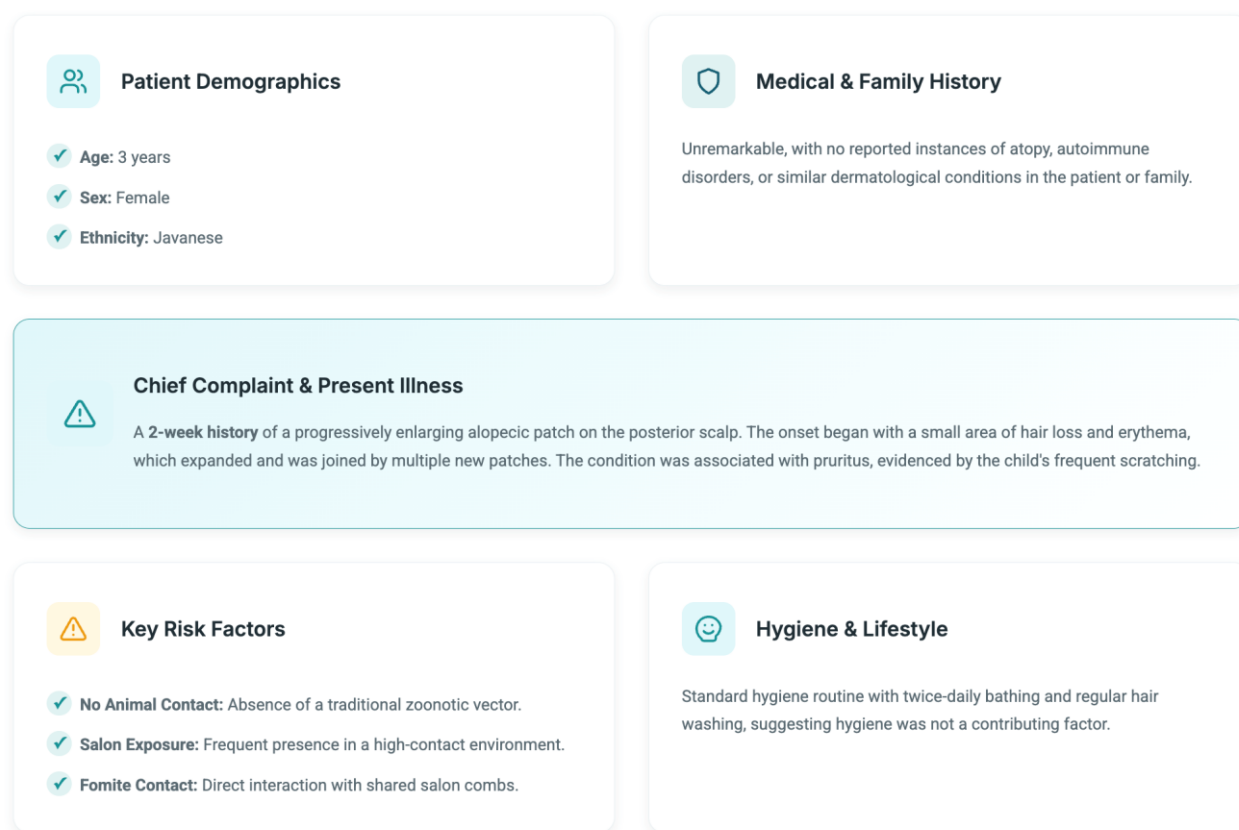 Patient Demographics
Age: 3 years
Sex: Female
Ethnicity: Javanese
Medical & Family History
Unremarkable, with no reported instances of atopy, autoimmune
disorders, or similar dermatological conditions in the patient or family.
Chief Complaint & Present Illness
A 2-week history of a progressively enlarging alopecic patch on the posterior scalp. The onset began with a small area of hair loss and erythema,
which expanded and was joined by multiple new patches. The condition was associated with pruritus, evidenced by the child's frequent scratching.
Key Risk Factors
No Animal Contact: Absence of a traditional zoonotic vector.
Salon Exposure: Frequent presence in a high-contact environment.
Fomite Contact: Direct interaction with shared salon combs.
Hygiene & Lifestyle
Standard hygiene routine with twice-daily bathing and regular hair
washing, suggesting hygiene was not a contributing factor.